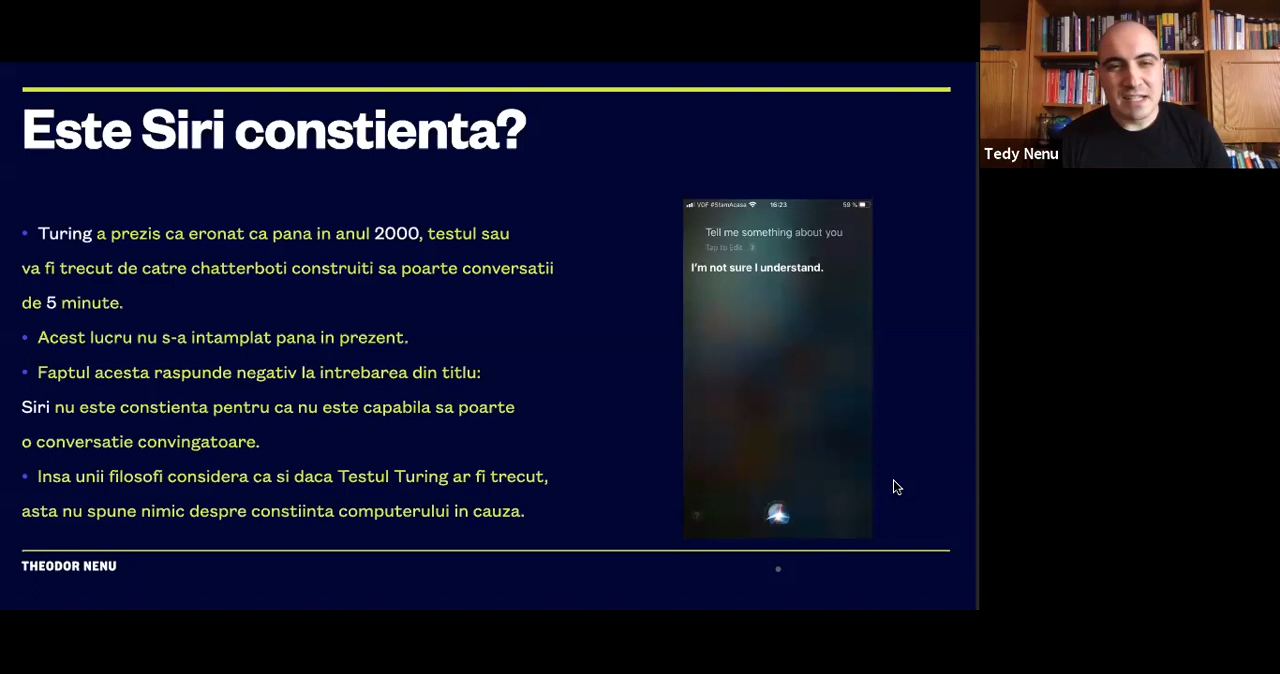 Este Siri constienta?
• Turing a prezis ca eronat ca pana in anul 2000, testul sau
va fi trecut de catre chatterboti construiti sa poarte conversatii
de 5 minute.
• Acest lucru nu s-a intamplat pana in prezent.
• Faptul acesta raspunde negativ la intrebarea din titlu:
Siri nu este constienta pentru ca nu este capabila sa poarte
o conversatie convingatoare.
• Insa unii filosofi considera ca si daca Testul Turing ar fi trecut,
asta nu spune nimic despre constiinta computerului in cauza.
THEODOR NENU
VOF #StamAcasa 16:23 59 %
Tell me something about you
Tap to Edit
I'm not sure I understand.
?
Tedy Nenu